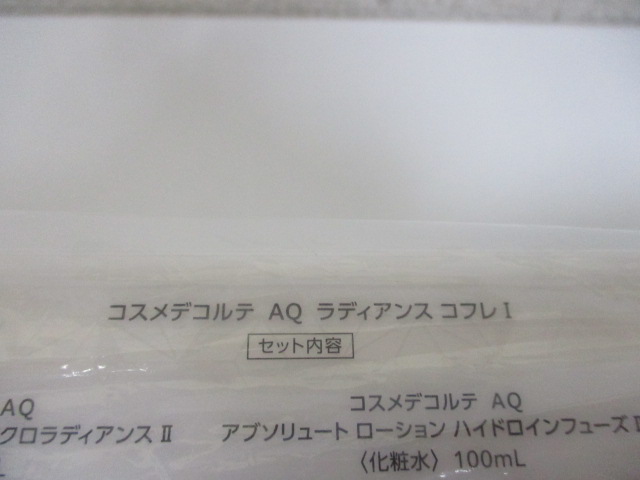 コスメデコルテ AQ ラディアンス コフレ I
セット内容
AQ
クロラディアンス II
コスメデコルテ AQ
アブソリュート ローション ハイドロインフューズ
〈化粧水〉 100mL